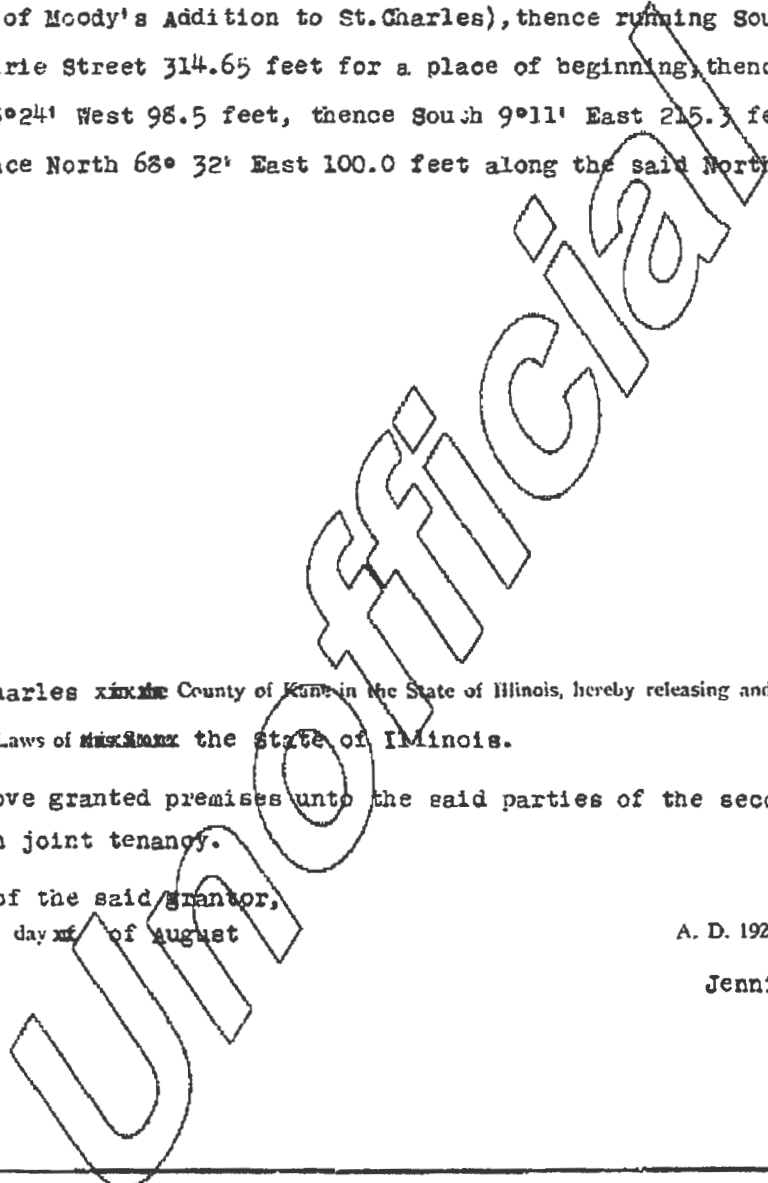 of Moody's Addition to St.Charles),thence running Sou
rie Street 314.65 feet for a place of beginning,thenc
°24' West 98.5 feet, thence South 9°11' East 215.3 fe
ce North 68° 32' East 100.0 feet along the said North
Unofficial
arles xixxthe County of Kane in the State of Illinois, hereby releasing and
Laws of the State of Illinois.
ove granted premises unto the said parties of the seco
n joint tenancy.
of the said grantor,
day of of August A. D. 192
Jenni